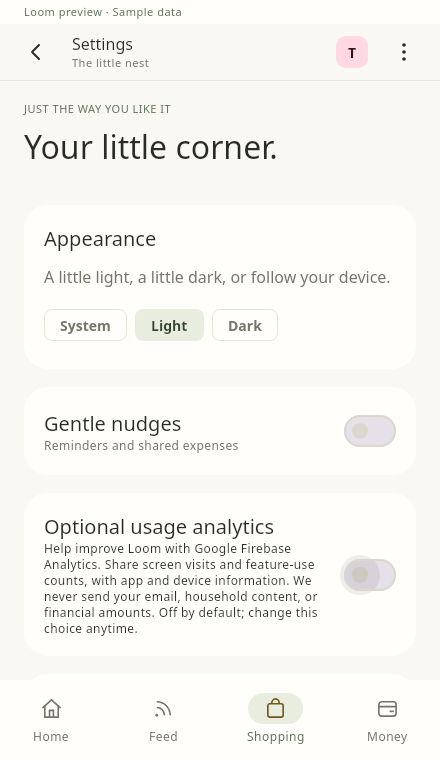 Loom preview · Sample data
Settings
The little nest
T
JUST THE WAY YOU LIKE IT
Your little corner.
Appearance
A little light, a little dark, or follow your device.
System
Light
Dark
Gentle nudges
Reminders and shared expenses
Optional usage analytics
Help improve Loom with Google Firebase
Analytics. Share screen visits and feature-use
counts, with app and device information. We
never send your email, household content, or
financial amounts. Off by default; change this
choice anytime.
Home
Feed
Shopping
Money